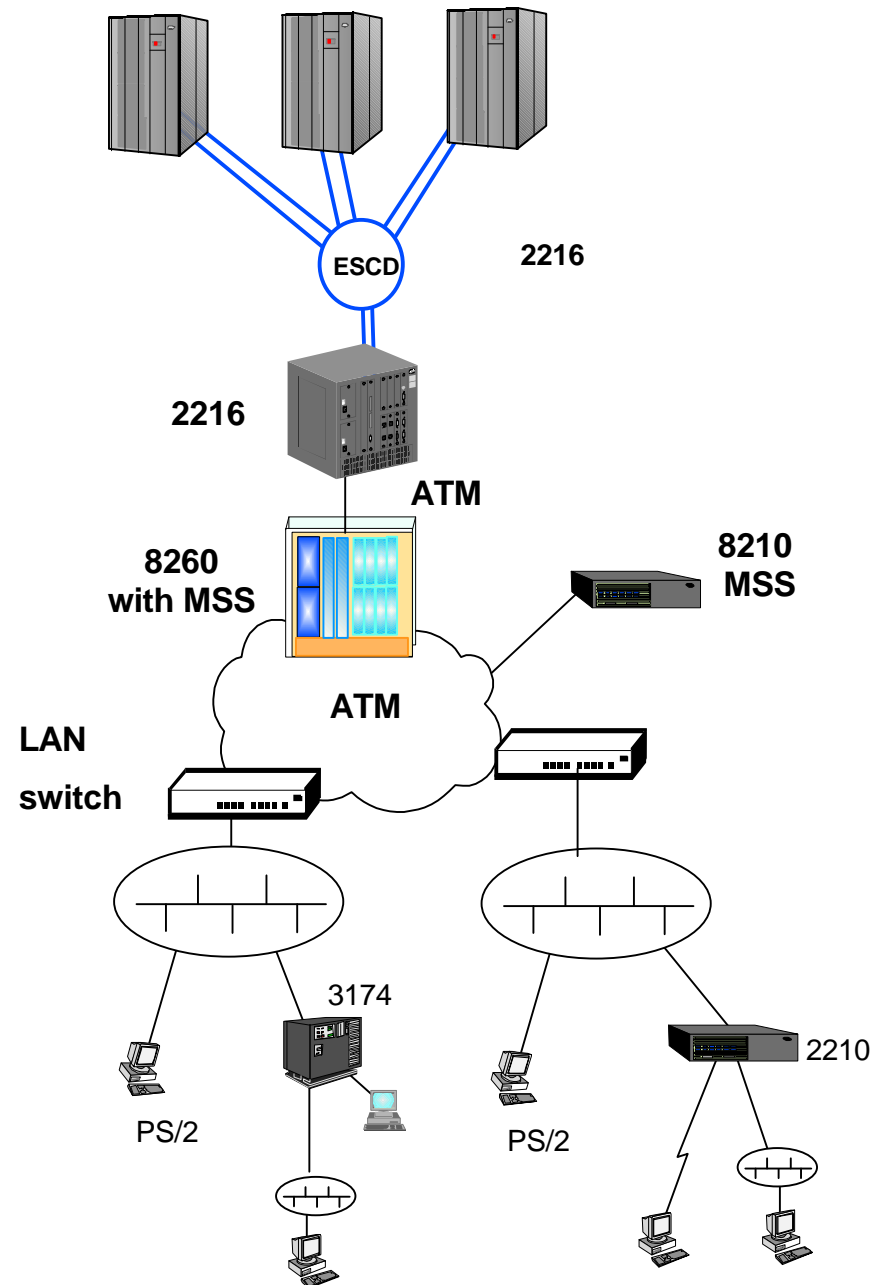 ESCD
2216
2216
ATM
8260
with MSS
8210
MSS
ATM
LAN
switch
3174
2210
PS/2
PS/2